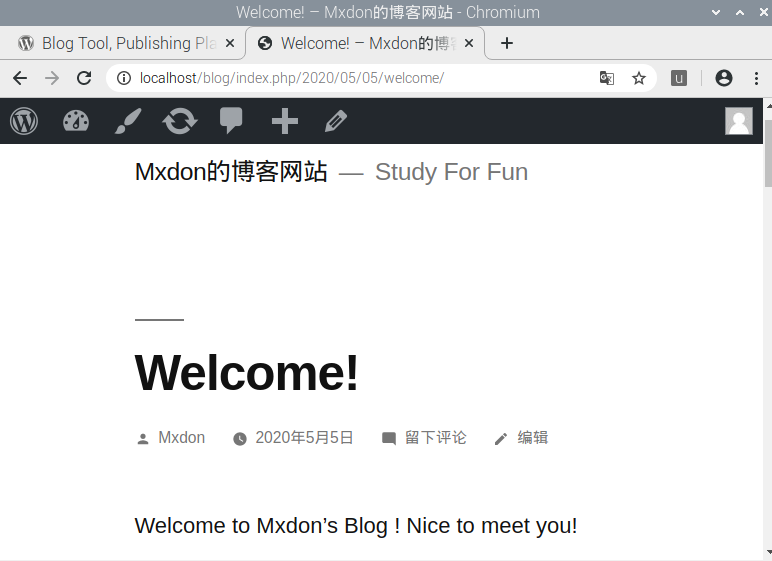 Welcome! – Mxdon的博客网站 - Chromium
Blog Tool, Publishing Pla
Welcome! – Mxdon的博
localhost/blog/index.php/2020/05/05/welcome/
Mxdon的博客网站 — Study For Fun
Welcome!
Mxdon 2020年5月5日 留下评论 编辑
Welcome to Mxdon’s Blog ! Nice to meet you!